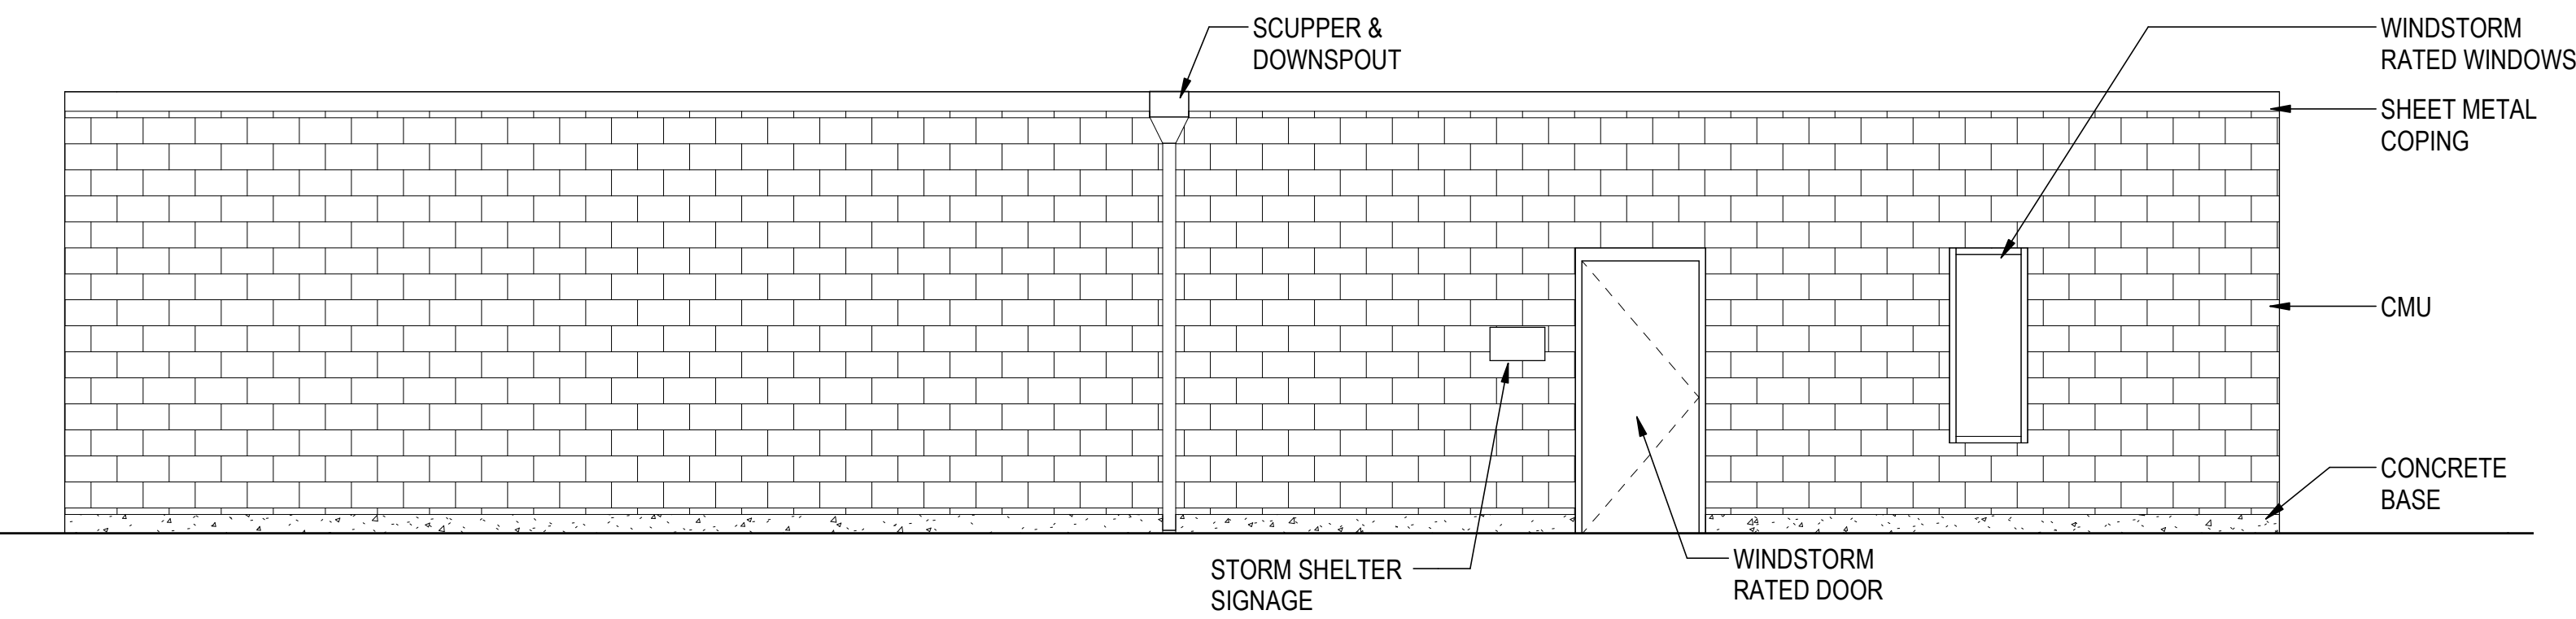 SCUPPER &
DOWNSPOUT
WINDSTORM
RATED WINDOWS
SHEET METAL
COPING
CMU
CONCRETE
BASE
STORM SHELTER
SIGNAGE
WINDSTORM
RATED DOOR